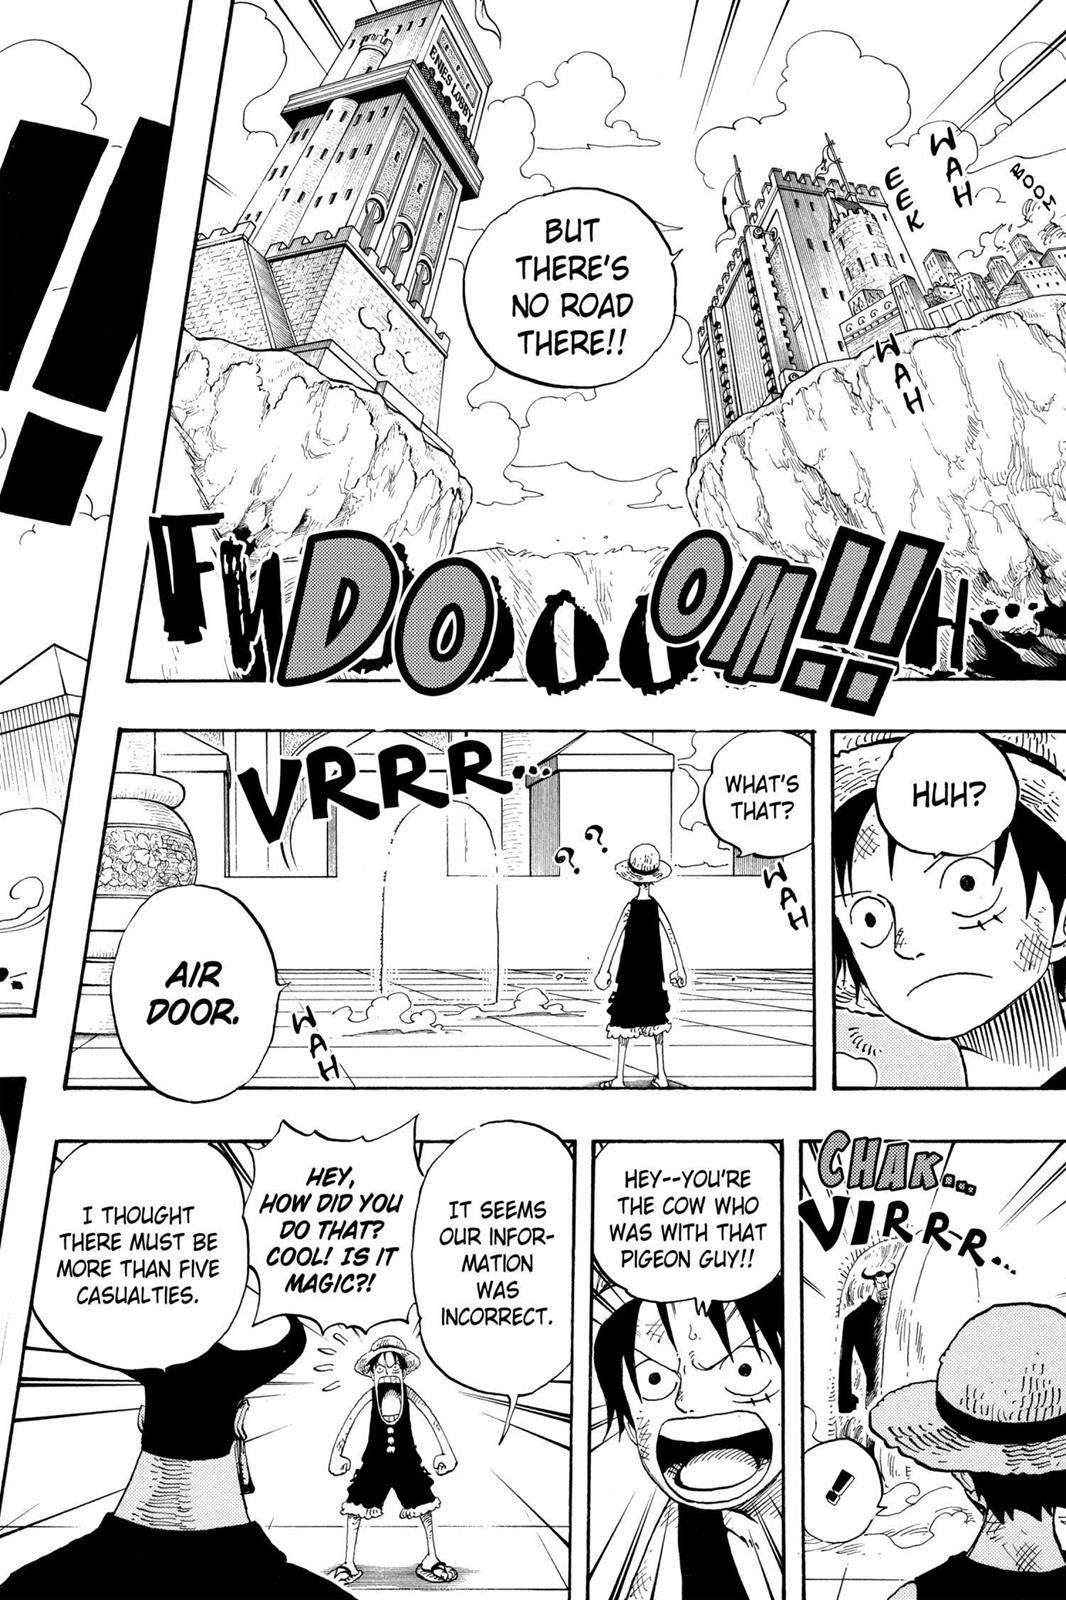 ENIES LOBBY
WAH
BOOM
EEK
BUT
THERE'S
NO ROAD
THERE!!
WAH
!!
DOOOOM!!
HUH?
WHAT'S
THAT?
WAH
? ?
VRRR...
AIR
DOOR.
WAH
CHAK...
VIRRR...
!
HEY--YOU'RE
THE COW WHO
WAS WITH THAT
PIGEON GUY!!
IT SEEMS
OUR INFOR-
MATION
WAS
INCORRECT.
HEY,
HOW DID YOU
DO THAT?
COOL! IS IT
MAGIC?!
I THOUGHT
THERE MUST BE
MORE THAN FIVE
CASUALTIES.